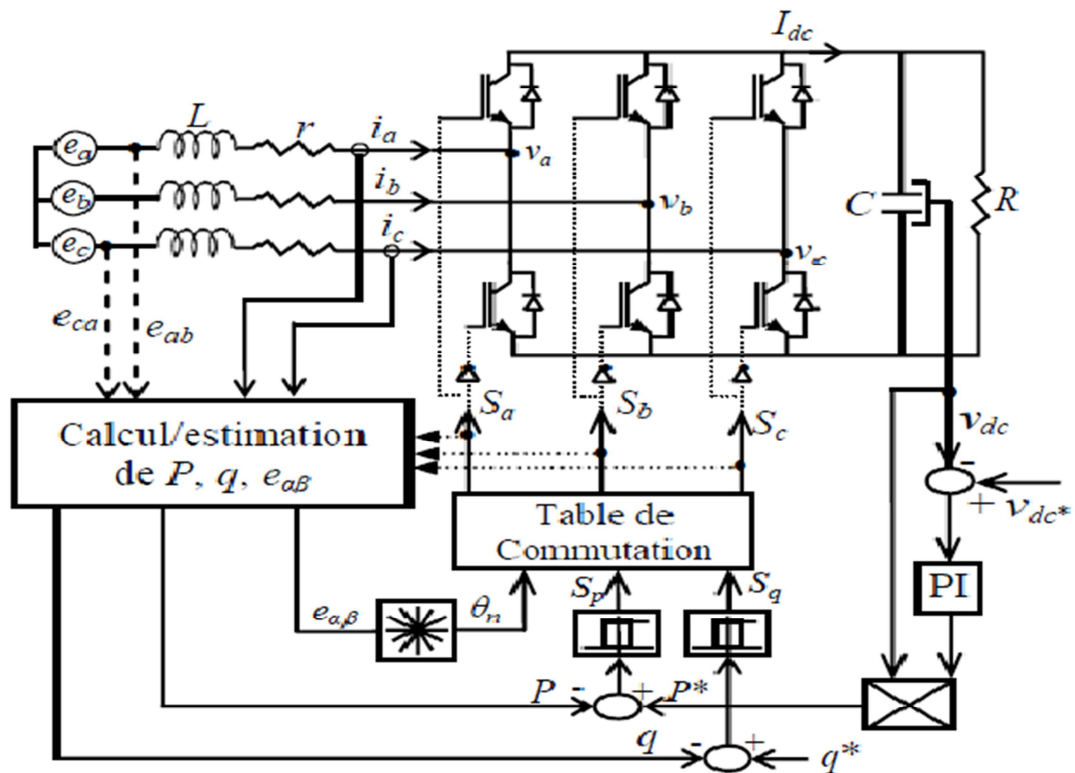 I_dc
L
r
i_a
e_a
v_a
i_b
e_b
v_b
C
R
i_c
e_c
v_c
e_ca
e_ab
S_a
S_b
S_c
v_dc
Calcul/estimation
de P, q, e_αβ
-
+
v_dc*
Table de
Commutation
PI
S_p
S_q
e_α,β
θ_n
P
-
+
P*
q
-
+
q*